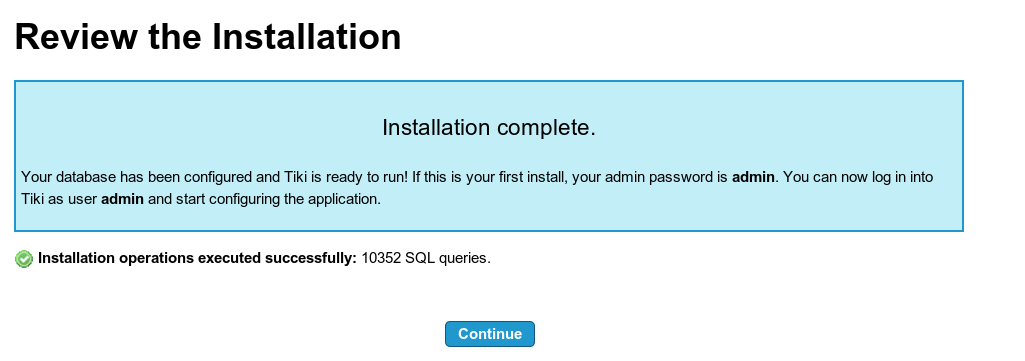 Review the Installation
Installation complete.
Your database has been configured and Tiki is ready to run! If this is your first install, your admin password is admin. You can now log in into
Tiki as user admin and start configuring the application.
Installation operations executed successfully: 10352 SQL queries.
Continue